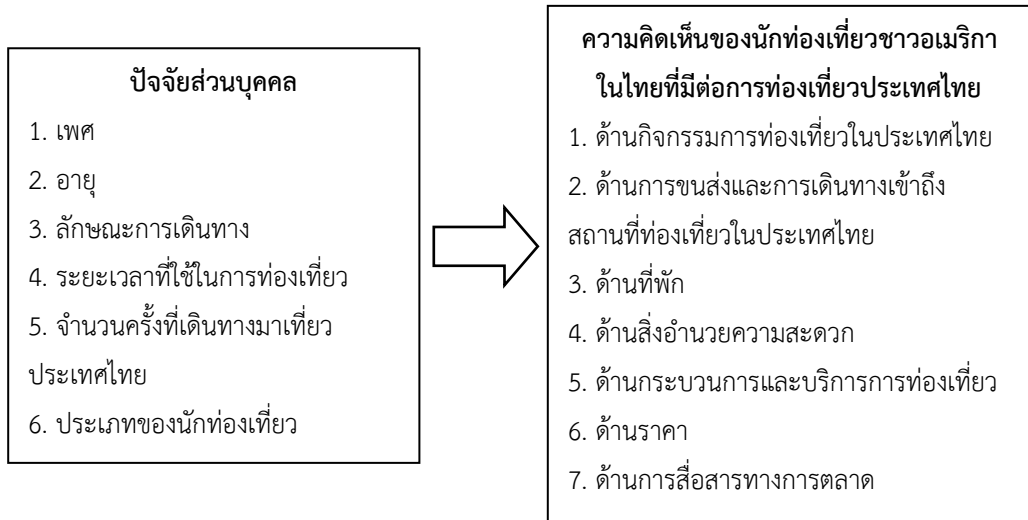 ปัจจัยส่วนบุคคล
1. เพศ
2. อายุ
3. ลักษณะการเดินทาง
4. ระยะเวลาที่ใช้ในการท่องเที่ยว
5. จำนวนครั้งที่เดินทางมาเที่ยว
ประเทศไทย
6. ประเภทของนักท่องเที่ยว
ความคิดเห็นของนักท่องเที่ยวชาวอเมริกา
ในไทยที่มีต่อการท่องเที่ยวประเทศไทย
1. ด้านกิจกรรมการท่องเที่ยวในประเทศไทย
2. ด้านการขนส่งและการเดินทางเข้าถึง
สถานที่ท่องเที่ยวในประเทศไทย
3. ด้านที่พัก
4. ด้านสิ่งอำนวยความสะดวก
5. ด้านกระบวนการและบริการการท่องเที่ยว
6. ด้านราคา
7. ด้านการสื่อสารทางการตลาด